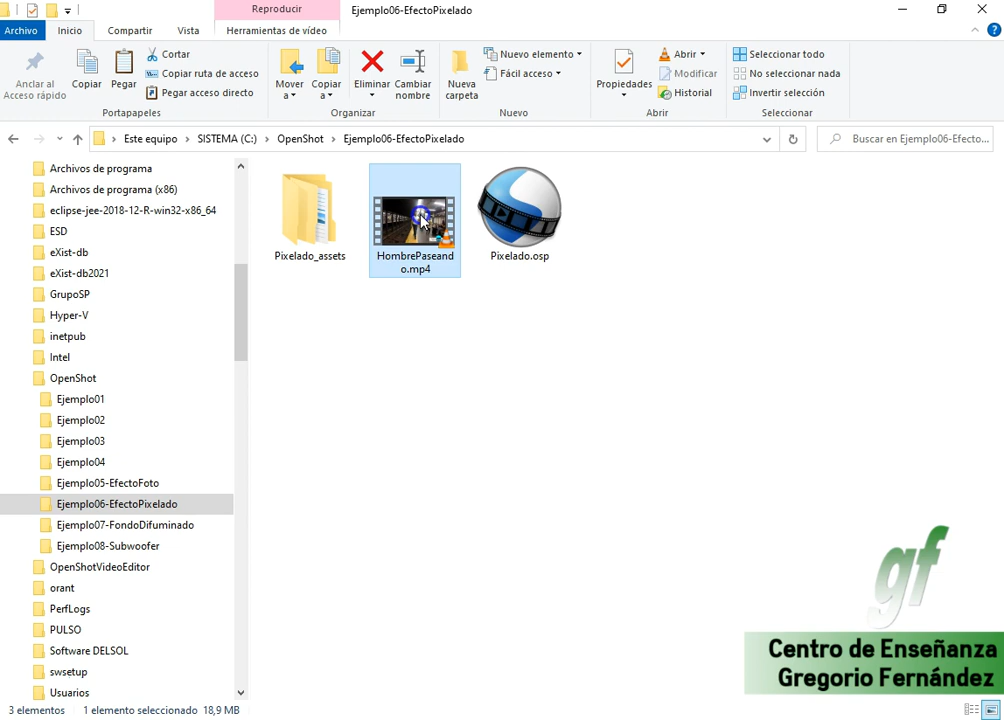 Reproducir
Ejemplo06-EfectoPixelado
Archivo
Inicio
Compartir
Vista
Herramientas de vídeo
Anclar al
Acceso rápido
Copiar
Pegar
Cortar
Copiar ruta de acceso
Pegar acceso directo
Portapapeles
Mover
a
Copiar
a
Eliminar
Cambiar
nombre
Organizar
Nueva
carpeta
Nuevo elemento
Fácil acceso
Nuevo
Propiedades
Abrir
Modificar
Historial
Abrir
Seleccionar todo
No seleccionar nada
Invertir selección
Seleccionar
Este equipo > SISTEMA (C:) > OpenShot > Ejemplo06-EfectoPixelado
Buscar en Ejemplo06-Efecto...
Archivos de programa
Archivos de programa (x86)
eclipse-jee-2018-12-R-win32-x86_64
ESD
eXist-db
eXist-db2021
GrupoSP
Hyper-V
inetpub
Intel
OpenShot
Ejemplo01
Ejemplo02
Ejemplo03
Ejemplo04
Ejemplo05-EfectoFoto
Ejemplo06-EfectoPixelado
Ejemplo07-FondoDifuminado
Ejemplo08-Subwoofer
OpenShotVideoEditor
orant
PerfLogs
PULSO
Software DELSOL
swsetup
Usuarios
Pixelado_assets
HombrePaseand
o.mp4
Pixelado.osp
gf
Centro de Enseñanza
Gregorio Fernández
3 elementos
1 elemento seleccionado 18,9 MB